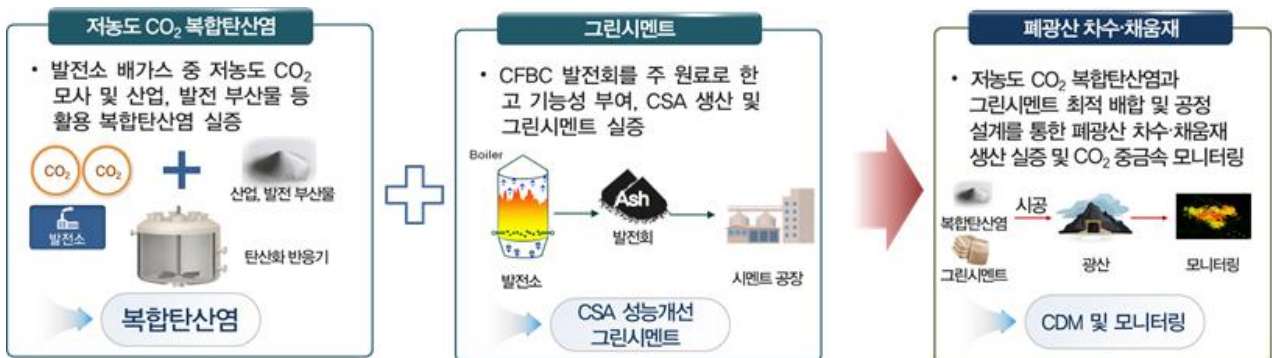 저농도 CO₂ 복합탄산염
• 발전소 배가스 중 저농도 CO₂
모사 및 산업, 발전 부산물 등
활용 복합탄산염 실증
CO₂ CO₂
산업, 발전 부산물
발전소
탄산화 반응기
복합탄산염
그린시멘트
• CFBC 발전회를 주 원료로 한
고 기능성 부여, CSA 생산 및
그린시멘트 실증
Boiler
Ash
발전회
발전소
시멘트 공장
CSA 성능개선
그린시멘트
폐광산 차수·채움재
• 저농도 CO₂ 복합탄산염과
그린시멘트 최적 배합 및 공정
설계를 통한 폐광산 차수·채움재
생산 실증 및 CO₂ 중금속 모니터링
복합탄산염
시공
그린시멘트
광산
모니터링
CDM 및 모니터링